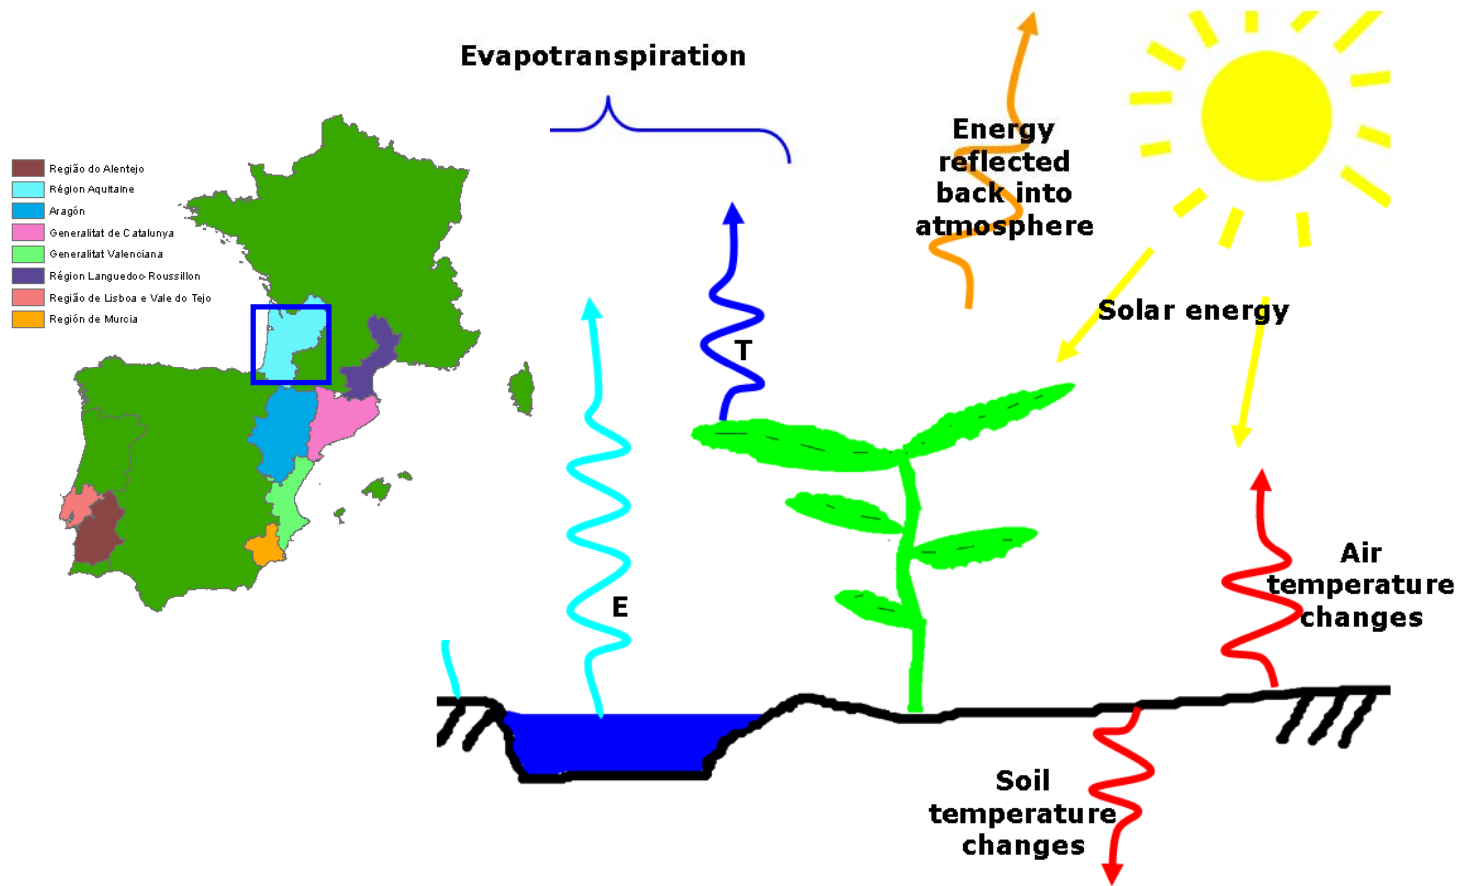 Evapotranspiration
Energy
reflected
back into
atmosphere
Região do Alentejo
Région Aquitaine
Aragón
Generalitat de Catalunya
Generalitat Valenciana
Région Languedoc-Roussillon
Região de Lisboa e Vale do Tejo
Región de Murcia
Solar energy
T
E
Air
temperature
changes
Soil
temperature
changes